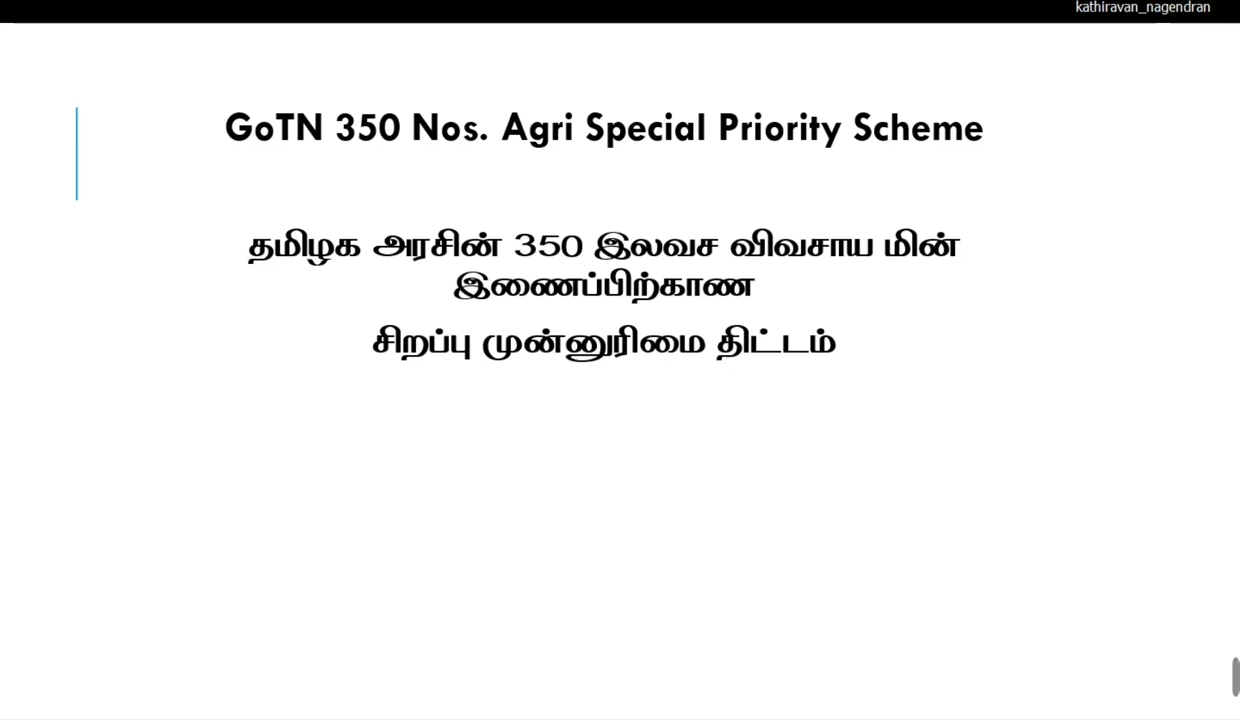 kathiravan_nagendran
GoTN 350 Nos. Agri Special Priority Scheme
தமிழக அரசின் 350 இலவச விவசாய மின்
இணைப்பிற்காண
சிறப்பு முன்னுரிமை திட்டம்